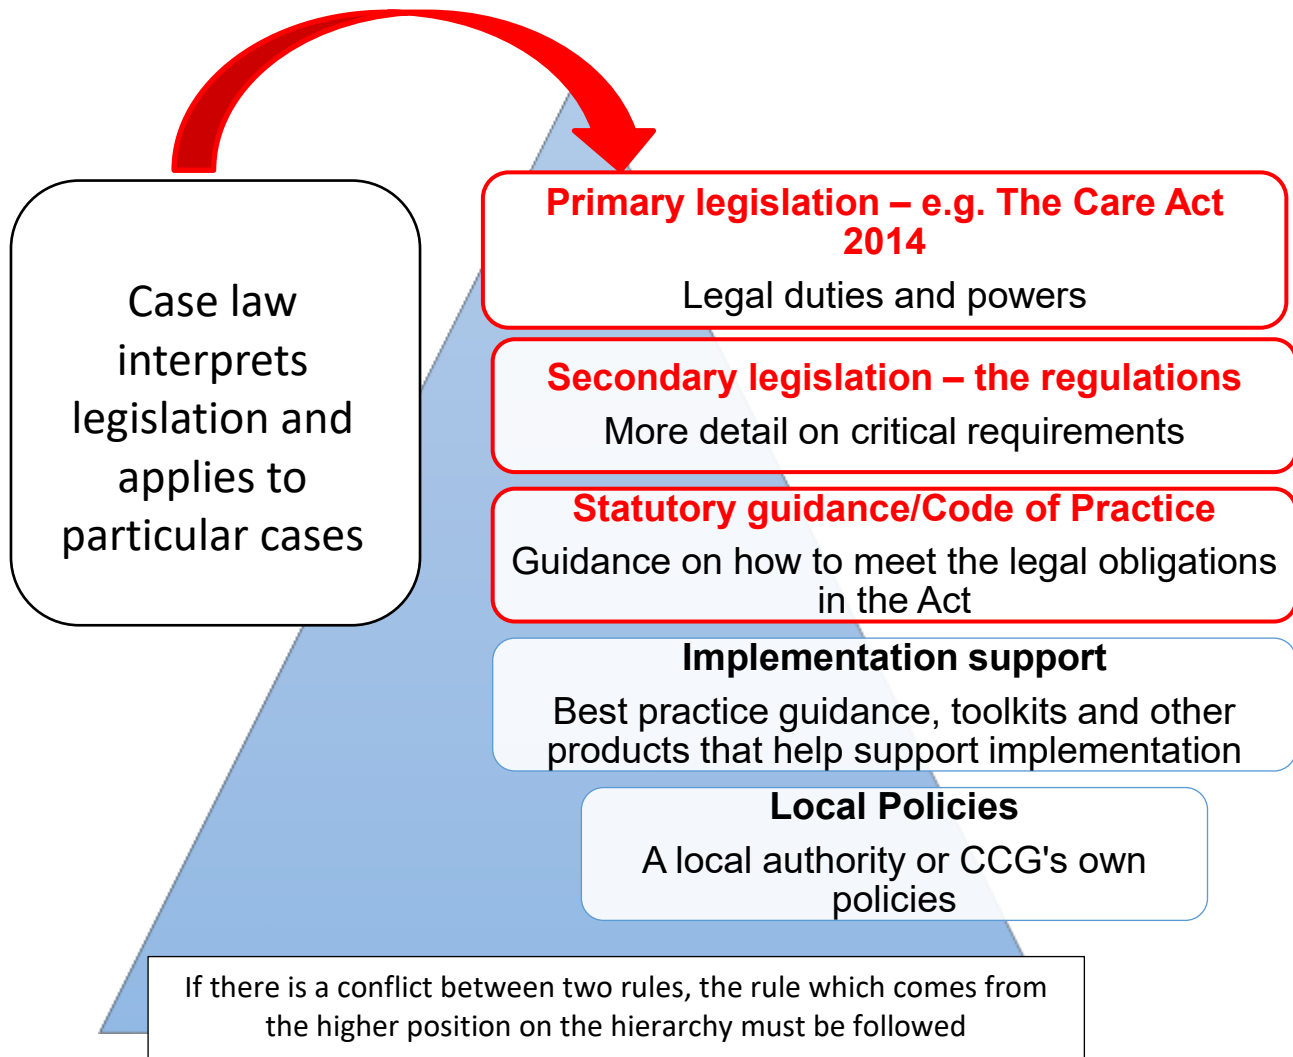 Case law
interprets
legislation and
applies to
particular cases
Primary legislation – e.g. The Care Act
2014
Legal duties and powers
Secondary legislation – the regulations
More detail on critical requirements
Statutory guidance/Code of Practice
Guidance on how to meet the legal obligations
in the Act
Implementation support
Best practice guidance, toolkits and other
products that help support implementation
Local Policies
A local authority or CCG's own
policies
If there is a conflict between two rules, the rule which comes from
the higher position on the hierarchy must be followed